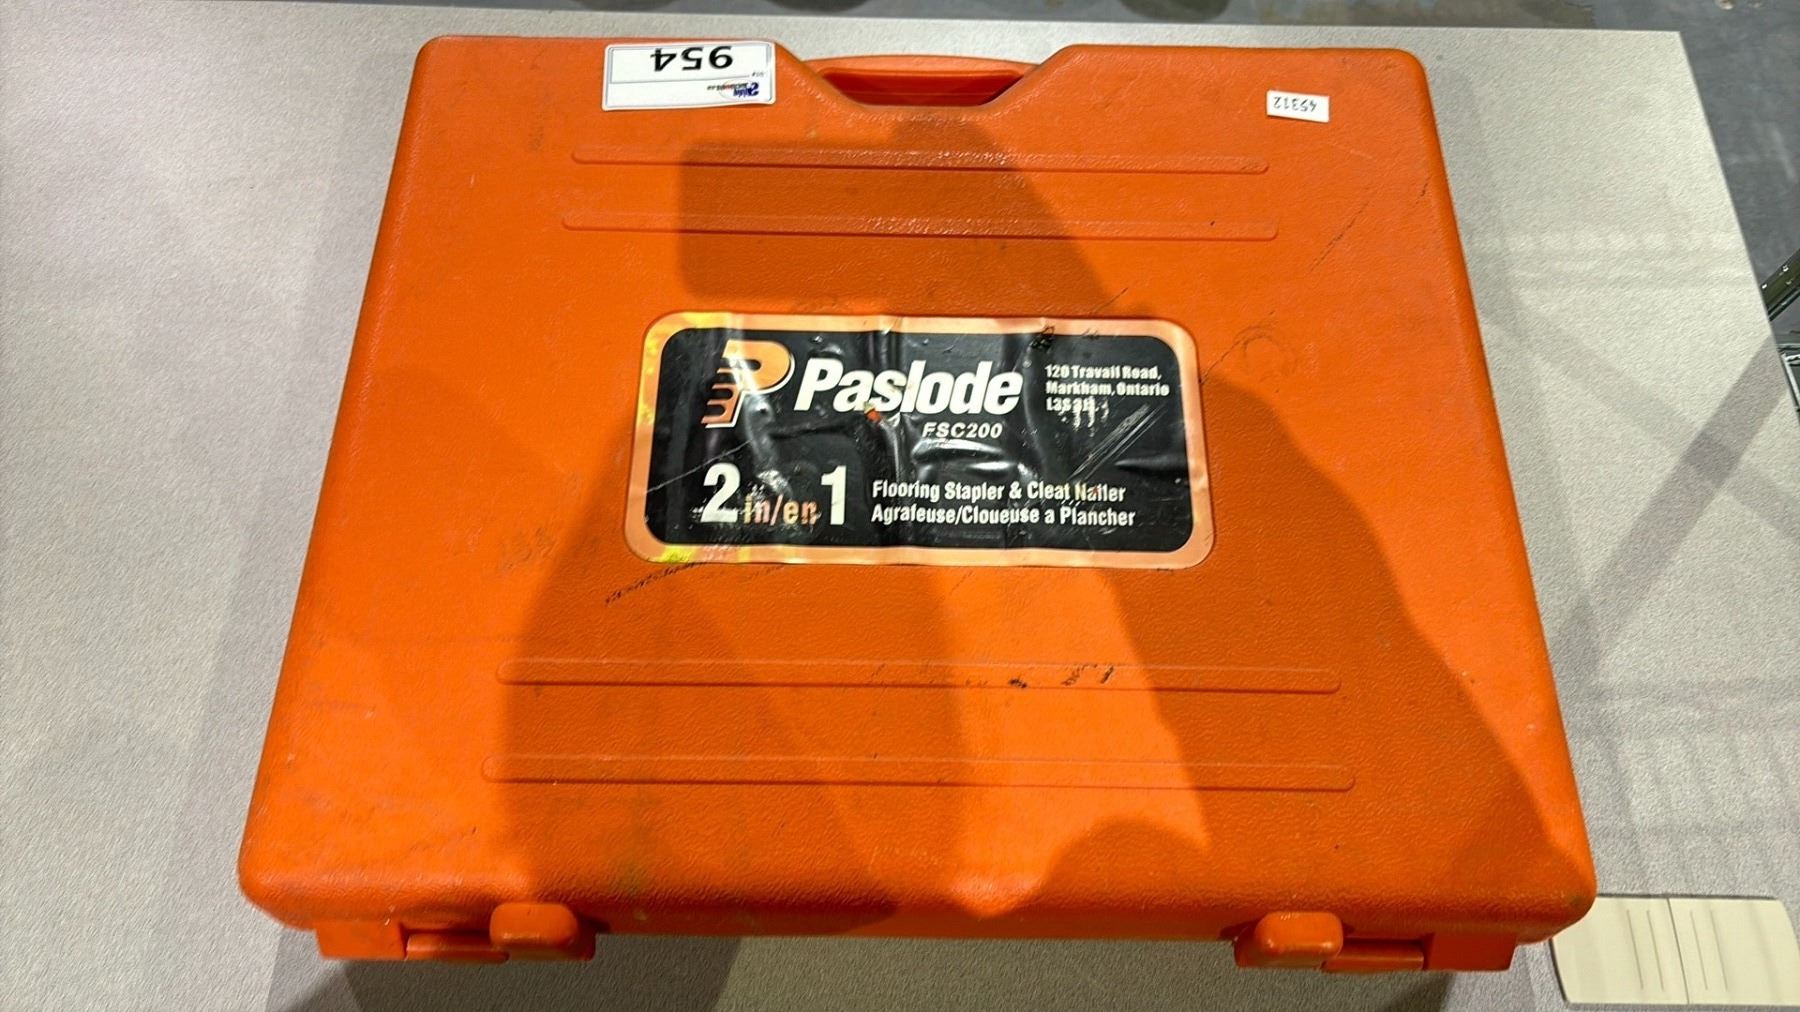 954
45312
Paslode
FSC200
120 Travail Road,
Markham, Ontario
L3S
2 in/en 1
Flooring Stapler & Cleat Nailer
Agrafeuse/Cloueuse a Plancher